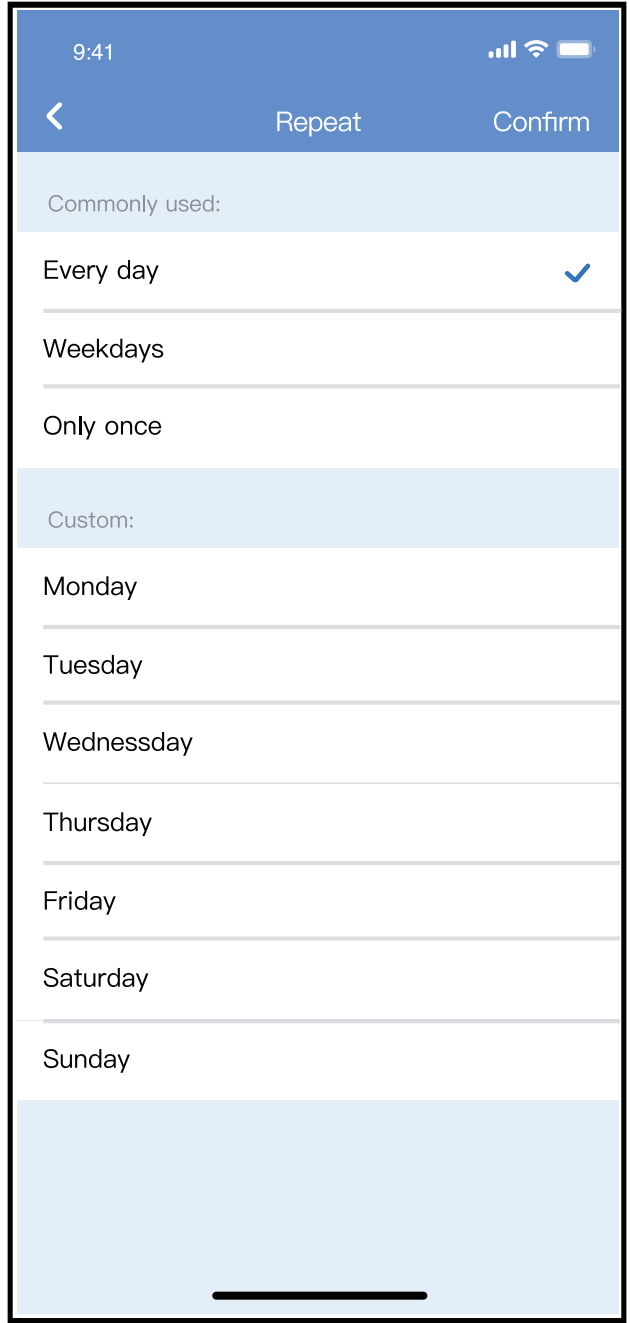 9:41
Repeat
Confirm
Commonly used:
Every day
Weekdays
Only once
Custom:
Monday
Tuesday
Wednessday
Thursday
Friday
Saturday
Sunday